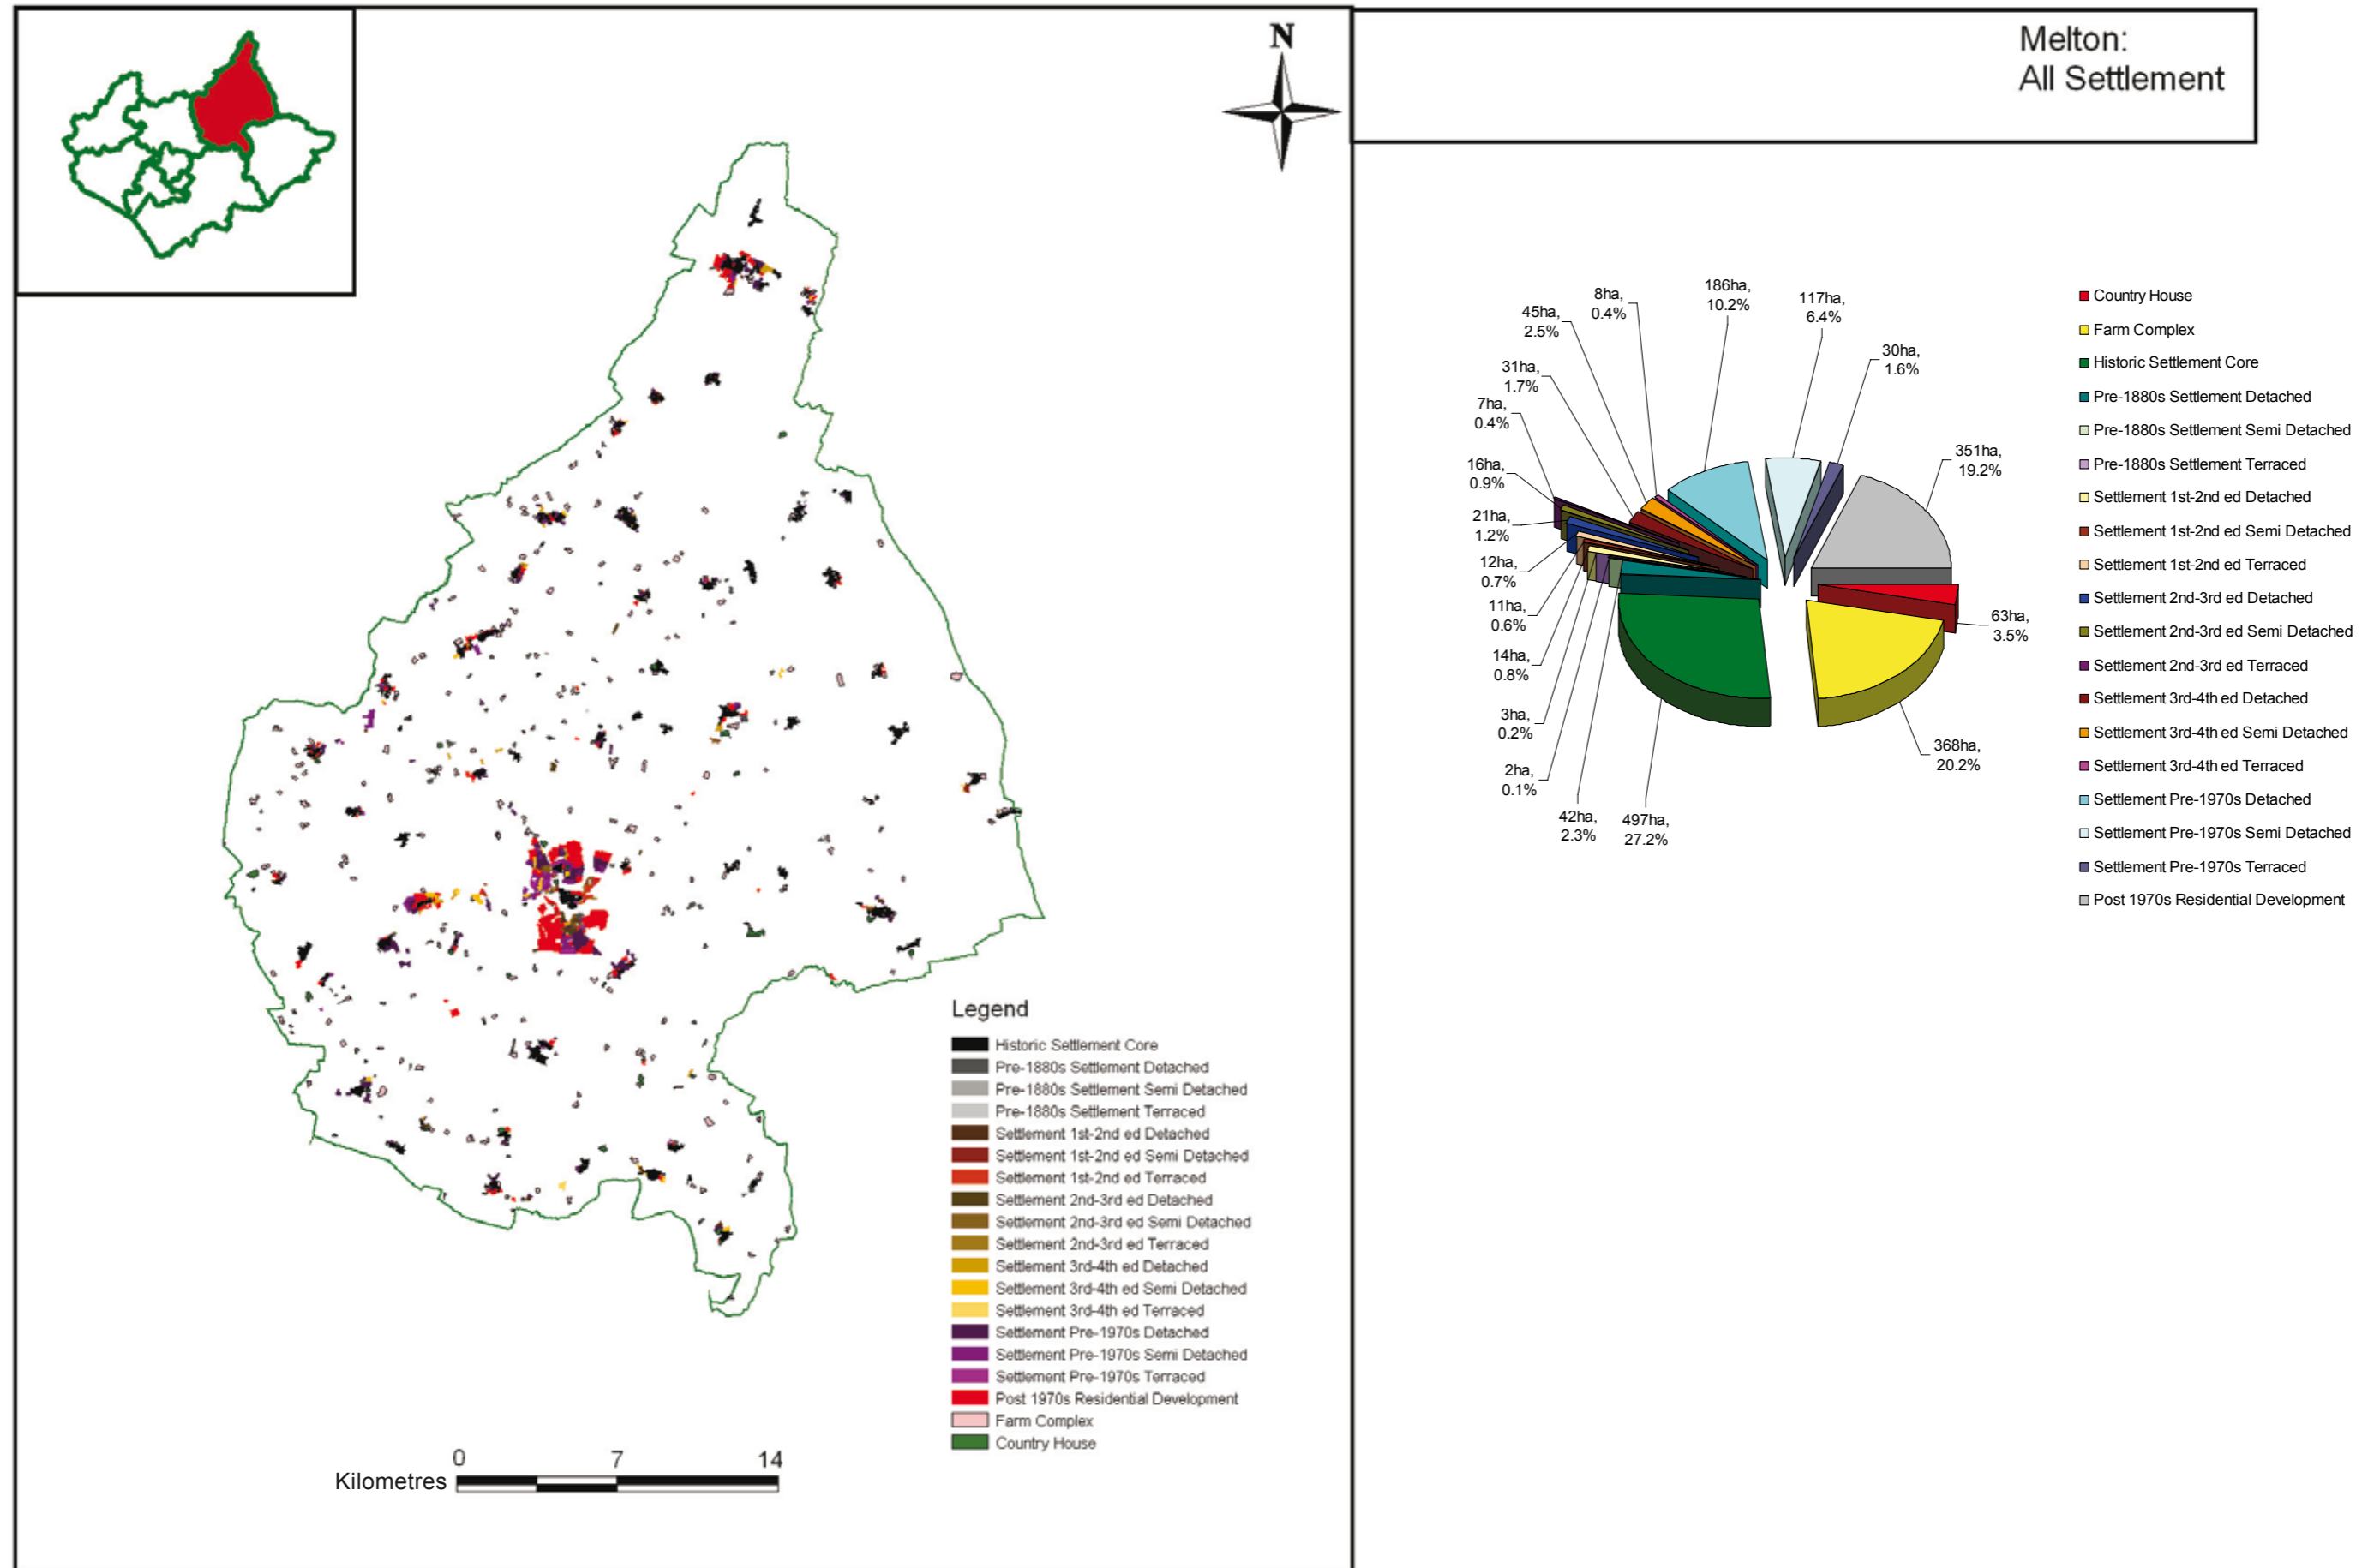 N
Melton:
All Settlement
Legend
Historic Settlement Core
Pre-1880s Settlement Detached
Pre-1880s Settlement Semi Detached
Pre-1880s Settlement Terraced
Settlement 1st-2nd ed Detached
Settlement 1st-2nd ed Semi Detached
Settlement 1st-2nd ed Terraced
Settlement 2nd-3rd ed Detached
Settlement 2nd-3rd ed Semi Detached
Settlement 2nd-3rd ed Terraced
Settlement 3rd-4th ed Detached
Settlement 3rd-4th ed Semi Detached
Settlement 3rd-4th ed Terraced
Settlement Pre-1970s Detached
Settlement Pre-1970s Semi Detached
Settlement Pre-1970s Terraced
Post 1970s Residential Development
Farm Complex
Country House
0 7 14
Kilometres
186ha,
10.2%
117ha,
6.4%
30ha,
1.6%
351ha,
19.2%
63ha,
3.5%
368ha,
20.2%
497ha,
27.2%
42ha,
2.3%
2ha,
0.1%
3ha,
0.2%
14ha,
0.8%
11ha,
0.6%
12ha,
0.7%
21ha,
1.2%
16ha,
0.9%
7ha,
0.4%
31ha,
1.7%
45ha,
2.5%
8ha,
0.4%
Country House
Farm Complex
Historic Settlement Core
Pre-1880s Settlement Detached
Pre-1880s Settlement Semi Detached
Pre-1880s Settlement Terraced
Settlement 1st-2nd ed Detached
Settlement 1st-2nd ed Semi Detached
Settlement 1st-2nd ed Terraced
Settlement 2nd-3rd ed Detached
Settlement 2nd-3rd ed Semi Detached
Settlement 2nd-3rd ed Terraced
Settlement 3rd-4th ed Detached
Settlement 3rd-4th ed Semi Detached
Settlement 3rd-4th ed Terraced
Settlement Pre-1970s Detached
Settlement Pre-1970s Semi Detached
Settlement Pre-1970s Terraced
Post 1970s Residential Development